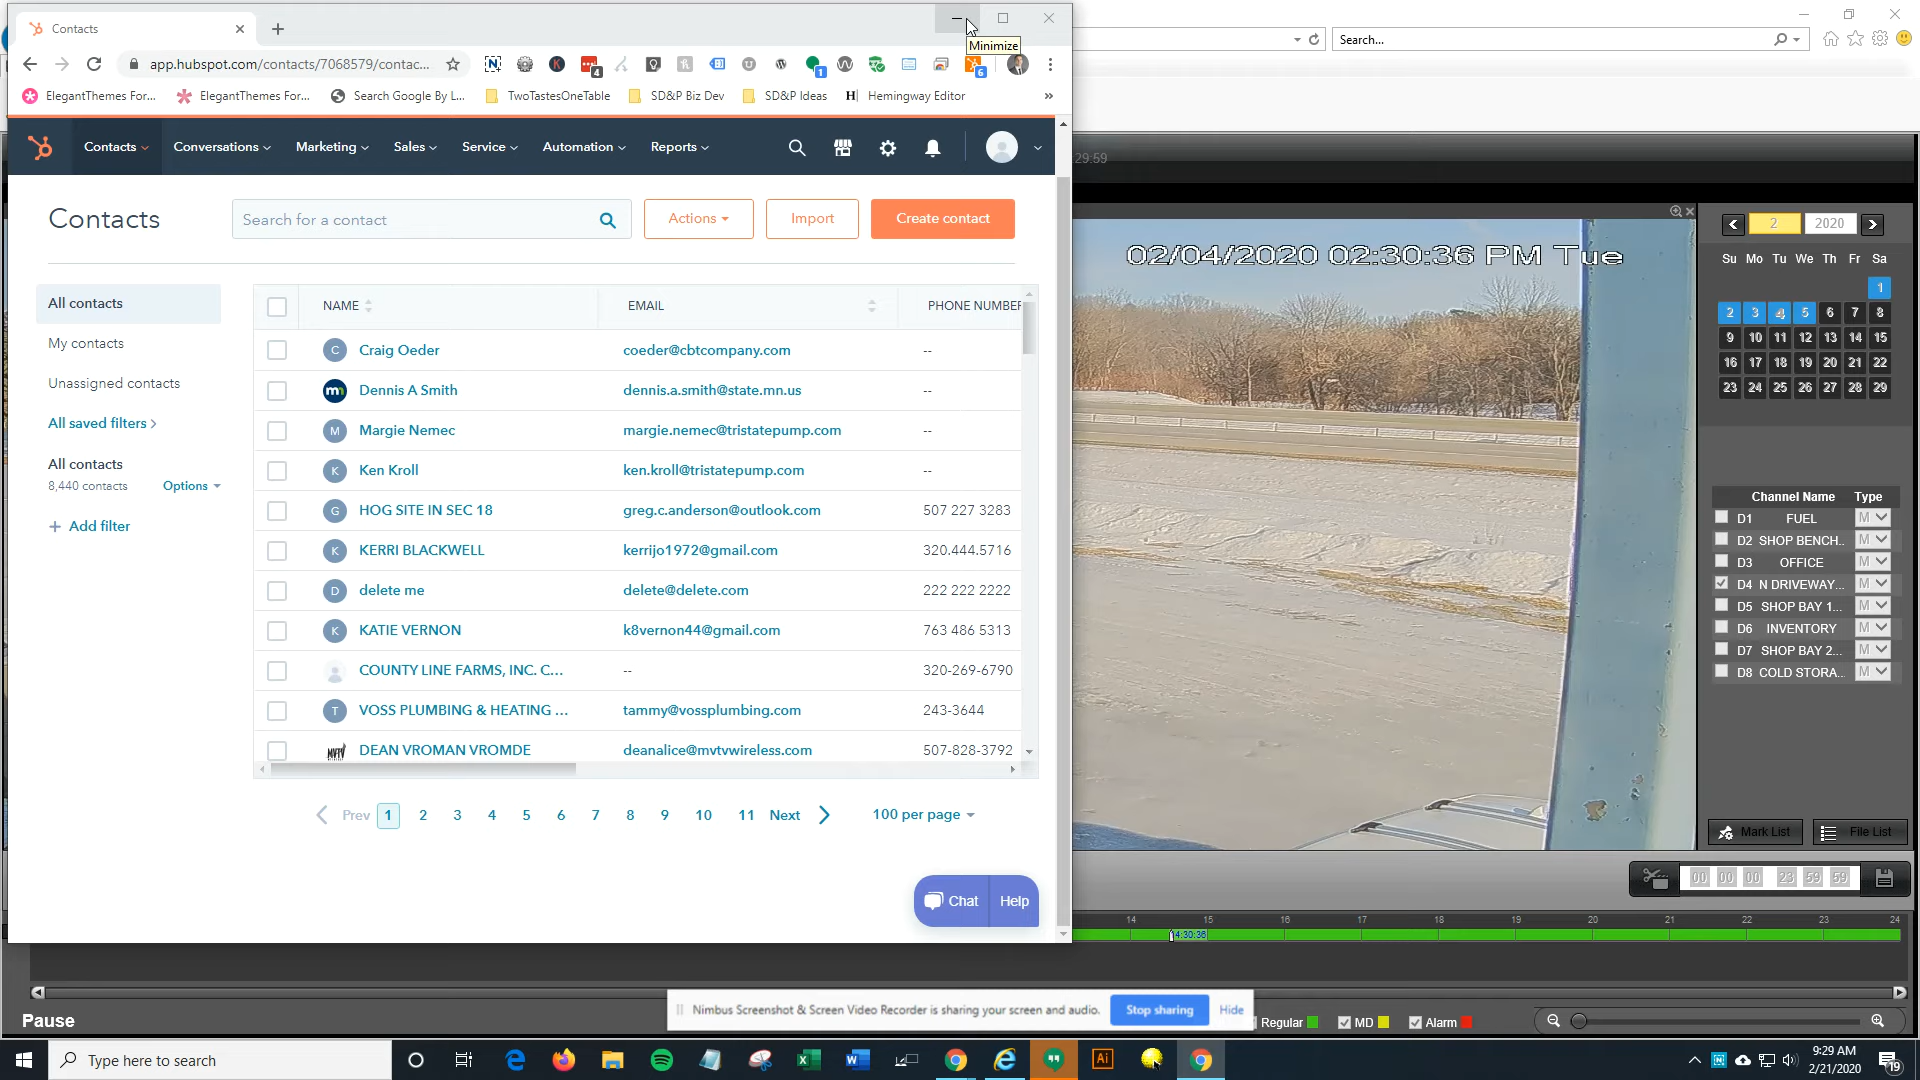 Contacts
Minimize
Search...
app.hubspot.com/contacts/7068579/contac...
4
1
6
ElegantThemes For...
ElegantThemes For...
Search Google By L...
TwoTastesOneTable
SD&P Biz Dev
SD&P Ideas
Hemingway Editor
»
Contacts
Conversations
Marketing
Sales
Service
Automation
Reports
:29:59
Contacts
Search for a contact
Actions
Import
Create contact
02/04/2020 02:30:36 PM Tue
2
2020
Su Mo Tu We Th Fr Sa
1
2 3 4 5 6 7 8
9 10 11 12 13 14 15
16 17 18 19 20 21 22
23 24 25 26 27 28 29
All contacts
My contacts
Unassigned contacts
All saved filters
All contacts
8,440 contacts
Options
+ Add filter
NAME EMAIL PHONE NUMBER
C Craig Oeder coeder@cbtcompany.com --
mn Dennis A Smith dennis.a.smith@state.mn.us --
M Margie Nemec margie.nemec@tristatepump.com --
K Ken Kroll ken.kroll@tristatepump.com --
G HOG SITE IN SEC 18 greg.c.anderson@outlook.com 507 227 3283
K KERRI BLACKWELL kerrijo1972@gmail.com 320.444.5716
D delete me delete@delete.com 222 222 2222
K KATIE VERNON k8vernon44@gmail.com 763 486 5313
COUNTY LINE FARMS, INC. C... -- 320-269-6790
T VOSS PLUMBING & HEATING ... tammy@vossplumbing.com 243-3644
DEAN VROMAN VROMDE deanalice@mvtvwireless.com 507-828-3792
Prev 1 2 3 4 5 6 7 8 9 10 11 Next
100 per page
Chat
Help
Channel Name Type
D1 FUEL M
D2 SHOP BENCH.. M
D3 OFFICE M
D4 N DRIVEWAY... M
D5 SHOP BAY 1... M
D6 INVENTORY M
D7 SHOP BAY 2... M
D8 COLD STORA... M
Mark List
File List
00 00 00 23 59 59
14 15 16 17 18 19 20 21 22 23 24
4:30:36
Nimbus Screenshot & Screen Video Recorder is sharing your screen and audio.
Stop sharing
Hide
Pause
Regular
MD
Alarm
Type here to search
9:29 AM
2/21/2020
19